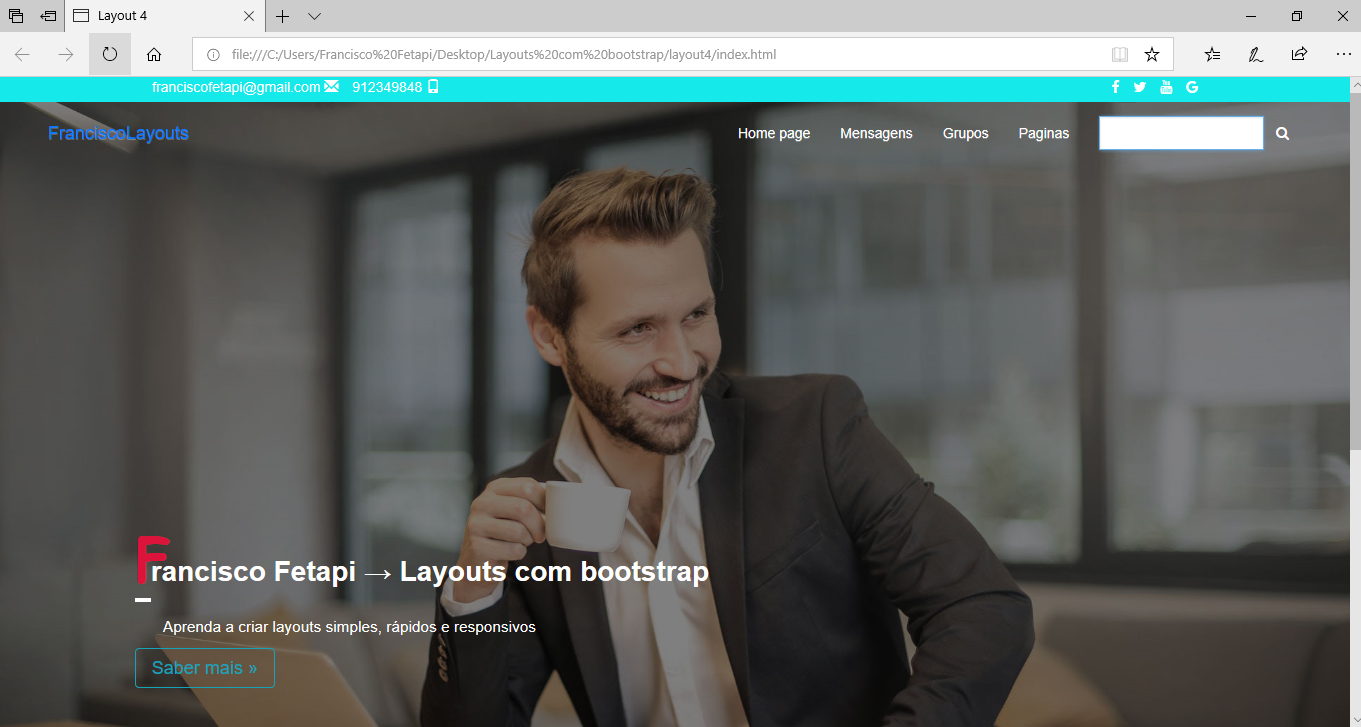 Layout 4
file:///C:/Users/Francisco%20Fetapi/Desktop/Layouts%20com%20bootstrap/layout4/index.html
franciscofetapi@gmail.com 912349848
FranciscoLayouts Home page Mensagens Grupos Paginas
Francisco Fetapi → Layouts com bootstrap
Aprenda a criar layouts simples, rápidos e responsivos
Saber mais »